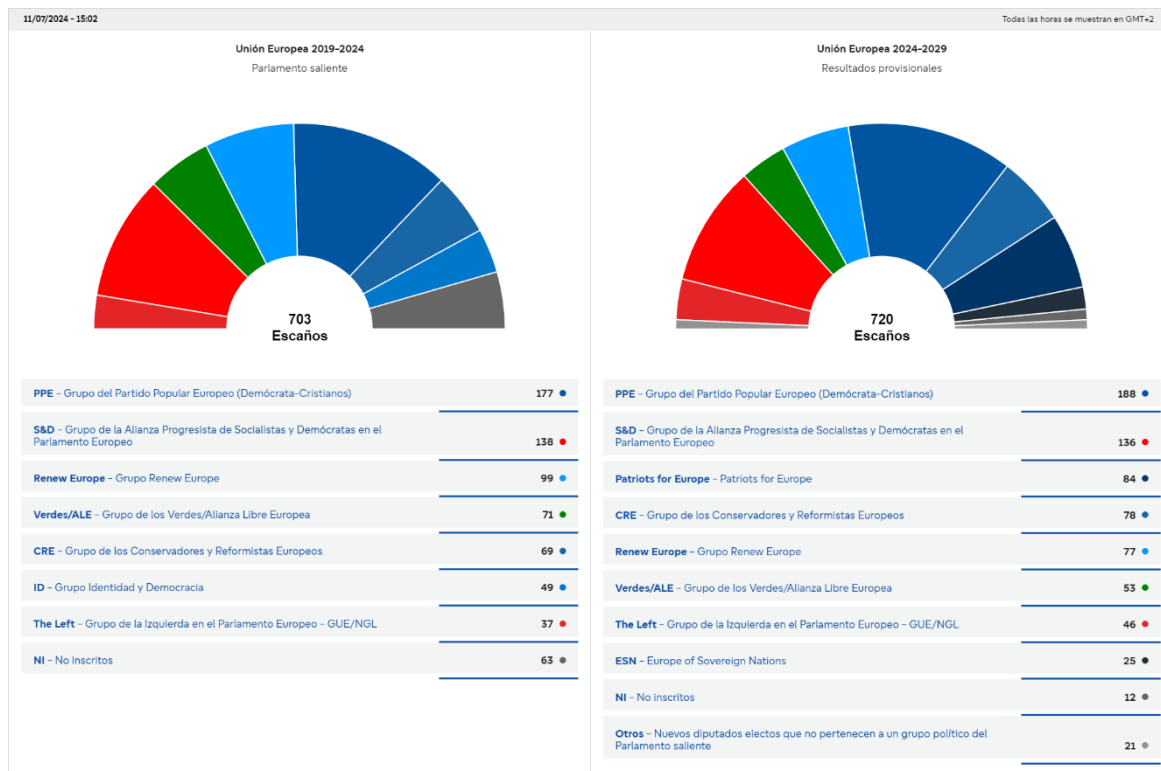 11/07/2024 - 15:02
Todas las horas se muestran en GMT+2
Unión Europea 2019-2024
Parlamento saliente
703
Escaños
PPE - Grupo del Partido Popular Europeo (Demócrata-Cristianos) 177
S&D - Grupo de la Alianza Progresista de Socialistas y Demócratas en el
Parlamento Europeo 138
Renew Europe - Grupo Renew Europe 99
Verdes/ALE - Grupo de los Verdes/Alianza Libre Europea 71
CRE - Grupo de los Conservadores y Reformistas Europeos 69
ID - Grupo Identidad y Democracia 49
The Left - Grupo de la Izquierda en el Parlamento Europeo - GUE/NGL 37
NI - No inscritos 63
Unión Europea 2024-2029
Resultados provisionales
720
Escaños
PPE - Grupo del Partido Popular Europeo (Demócrata-Cristianos) 188
S&D - Grupo de la Alianza Progresista de Socialistas y Demócratas en el
Parlamento Europeo 136
Patriots for Europe - Patriots for Europe 84
CRE - Grupo de los Conservadores y Reformistas Europeos 78
Renew Europe - Grupo Renew Europe 77
Verdes/ALE - Grupo de los Verdes/Alianza Libre Europea 53
The Left - Grupo de la Izquierda en el Parlamento Europeo - GUE/NGL 46
ESN - Europe of Sovereign Nations 25
NI - No inscritos 12
Otros - Nuevos diputados electos que no pertenecen a un grupo político del
Parlamento saliente 21